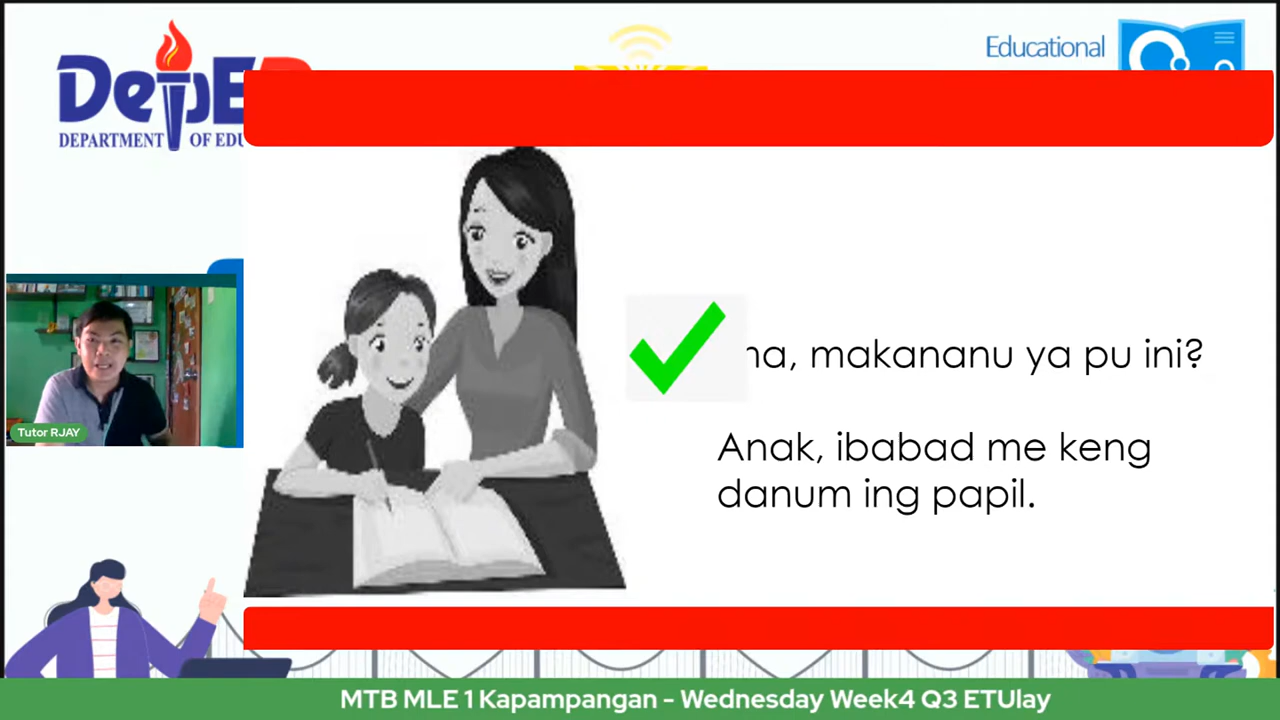 DepED
DEPARTMENT OF EDU
Educational
Tutor RJAY
makananu ya pu ini?
Anak, ibabad me keng
danum ing papil.
MTB MLE 1 Kapampangan - Wednesday Week4 Q3 ETUlay